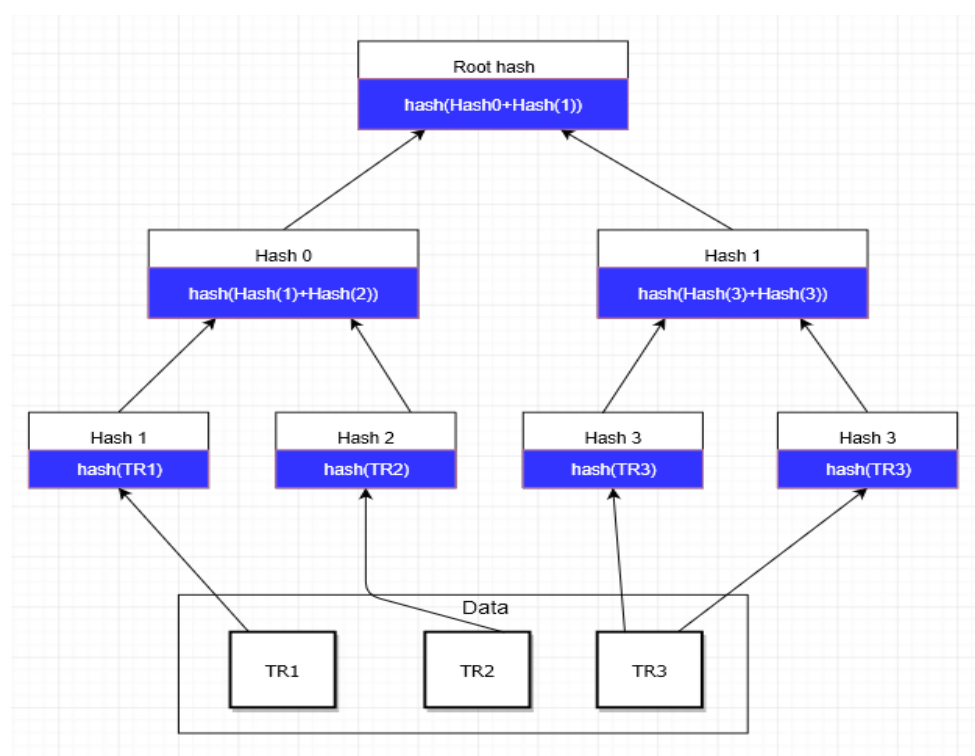 Root hash
hash(Hash0+Hash(1))
Hash 0
hash(Hash(1)+Hash(2))
Hash 1
hash(Hash(3)+Hash(3))
Hash 1
hash(TR1)
Hash 2
hash(TR2)
Hash 3
hash(TR3)
Hash 3
hash(TR3)
Data
TR1
TR2
TR3